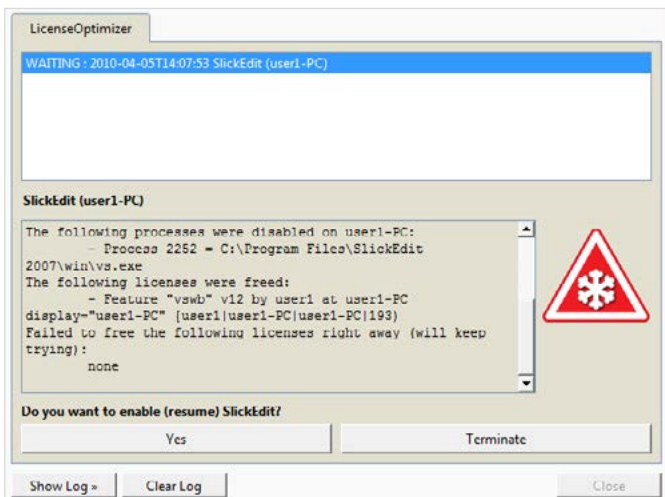 LicenseOptimizer
WAITING : 2010-04-05T14:07:53 SlickEdit (user1-PC)
SlickEdit (user1-PC)
The following processes were disabled on user1-PC:
- Process 2252 = C:\Program Files\SlickEdit
2007\win\vs.exe
The following licenses were freed:
- Feature "vswb" v12 by user1 at user1-PC
display="user1-PC" [user1|user1-PC|user1-PC|193)
Failed to free the following licenses right away (will keep
trying):
none
Do you want to enable (resume) SlickEdit?
Yes
Terminate
Show Log »
Clear Log
Close